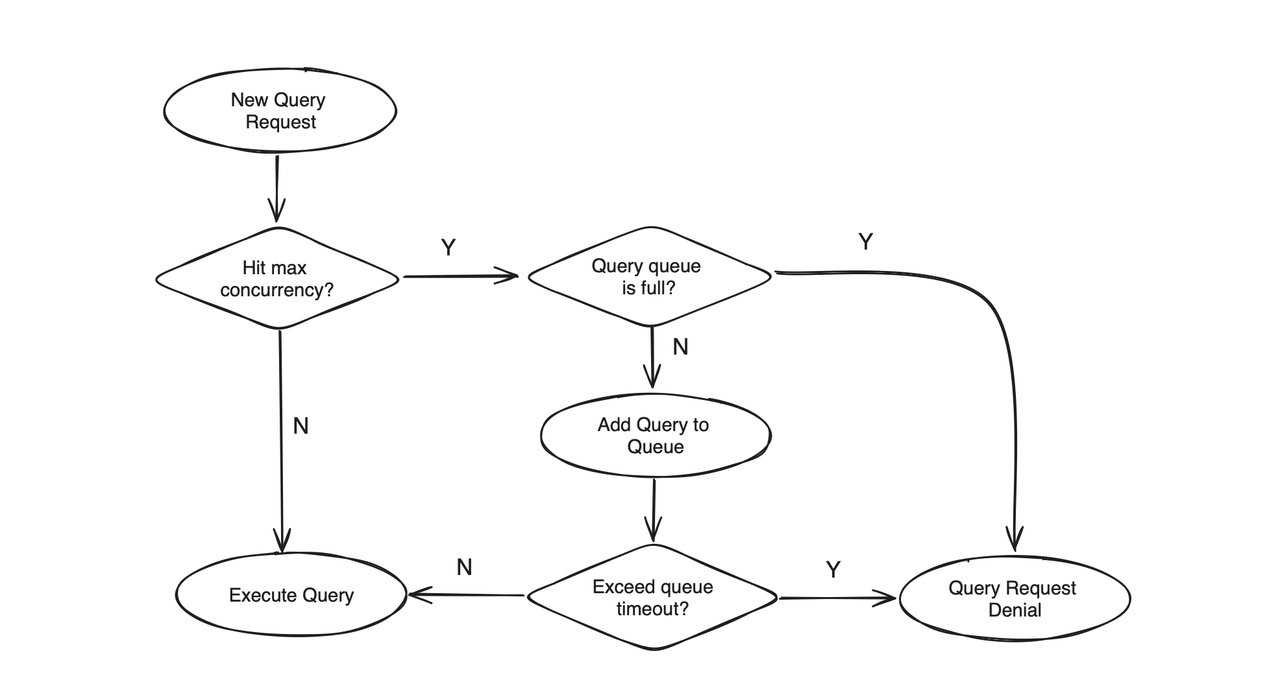 New Query
Request
Hit max
concurrency?
Y
Query queue
is full?
Y
N
N
Add Query to
Queue
Execute Query
N
Exceed queue
timeout?
Y
Query Request
Denial